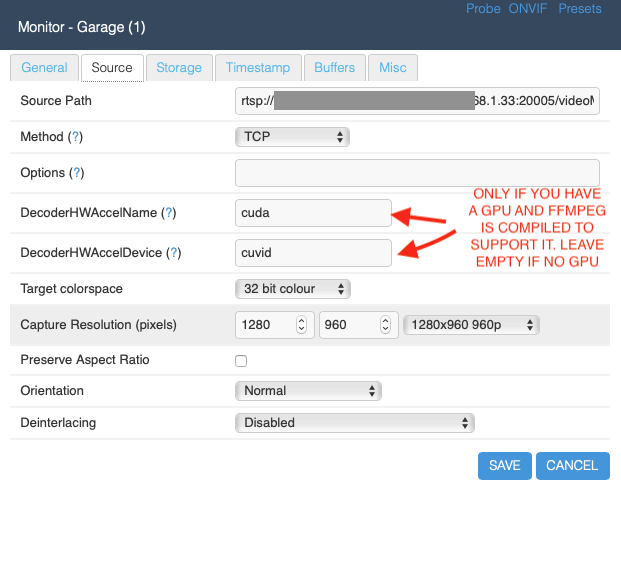 Probe ONVIF Presets
Monitor - Garage (1)
General Source Storage Timestamp Buffers Misc
Source Path rtsp:// 68.1.33:20005/videoM
Method (?) TCP
Options (?)
DecoderHWAccelName (?) cuda
DecoderHWAccelDevice (?) cuvid
ONLY IF YOU HAVE
A GPU AND FFMPEG
IS COMPILED TO
SUPPORT IT. LEAVE
EMPTY IF NO GPU
Target colorspace 32 bit colour
Capture Resolution (pixels) 1280 960 1280x960 960p
Preserve Aspect Ratio
Orientation Normal
Deinterlacing Disabled
SAVE CANCEL